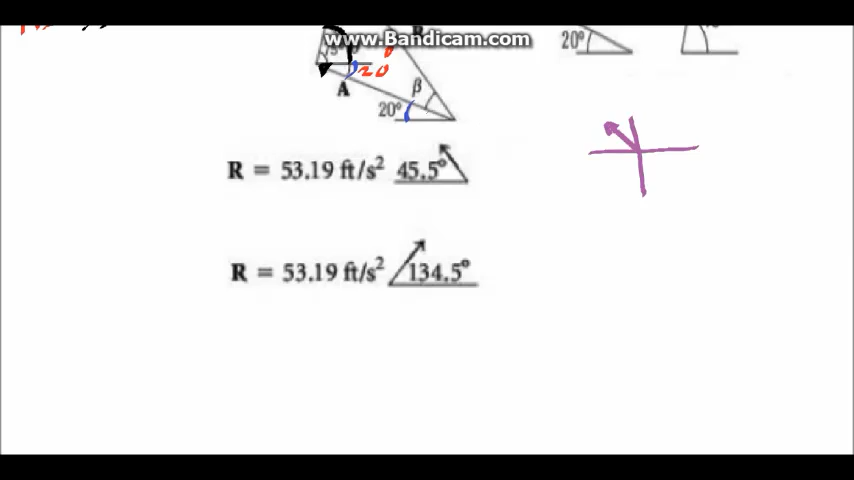 www.Bandicam.com
20°
20
A
β
20°
R = 53.19 ft/s² 45.5°
R = 53.19 ft/s² 134.5°